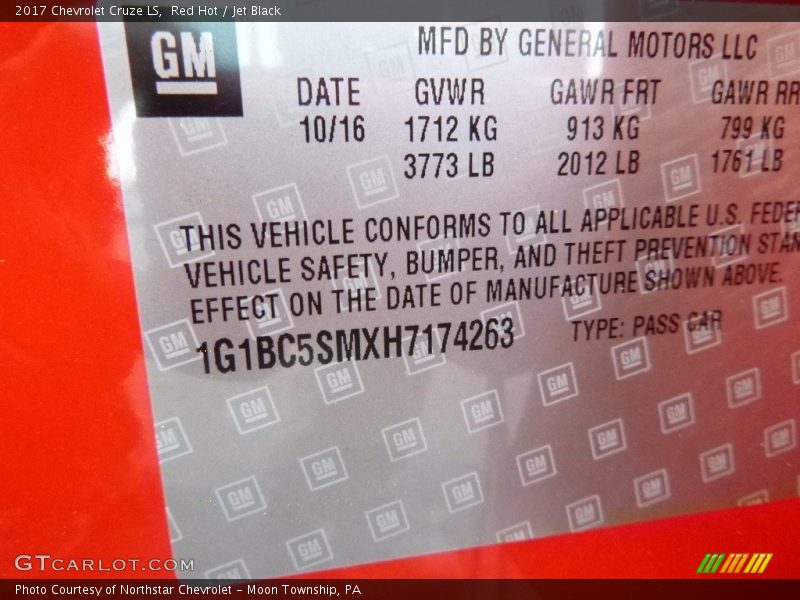 2017 Chevrolet Cruze LS, Red Hot / Jet Black
GM
MFD BY GENERAL MOTORS LLC
DATE GVWR GAWR FRT GAWR RR
10/16 1712 KG 913 KG 799 KG
3773 LB 2012 LB 1761 LB
THIS VEHICLE CONFORMS TO ALL APPLICABLE U.S.
VEHICLE SAFETY, BUMPER, AND THEFT PREVENTION
EFFECT ON THE DATE OF MANUFACTURE SHOWN ABOVE.
1G1BC5SMXH7174263 TYPE: PASS CAR
GTCARLOT.COM
Photo Courtesy of Northstar Chevrolet - Moon Township, PA